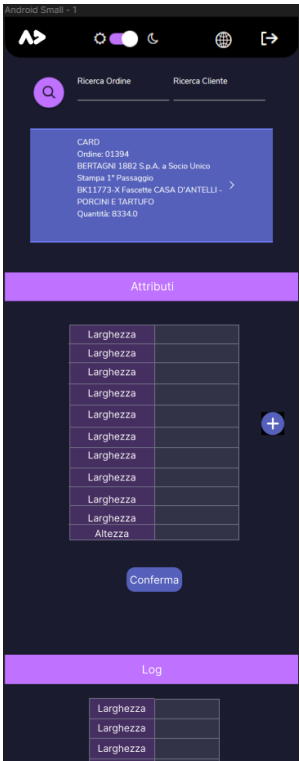 Android Small - 1
Ricerca Ordine
Ricerca Cliente
CARD
Ordine: 01394
BERTAGNI 1882 S.p.A. a Socio Unico
Stampa 1° Passaggio
BK11773-X Fascette CASA D'ANTELLI -
PORCINI E TARTUFO
Quantità: 8334.0
Attributi
Larghezza
Larghezza
Larghezza
Larghezza
Larghezza
Larghezza
Larghezza
Larghezza
Larghezza
Larghezza
Altezza
Conferma
Log
Larghezza
Larghezza
Larghezza